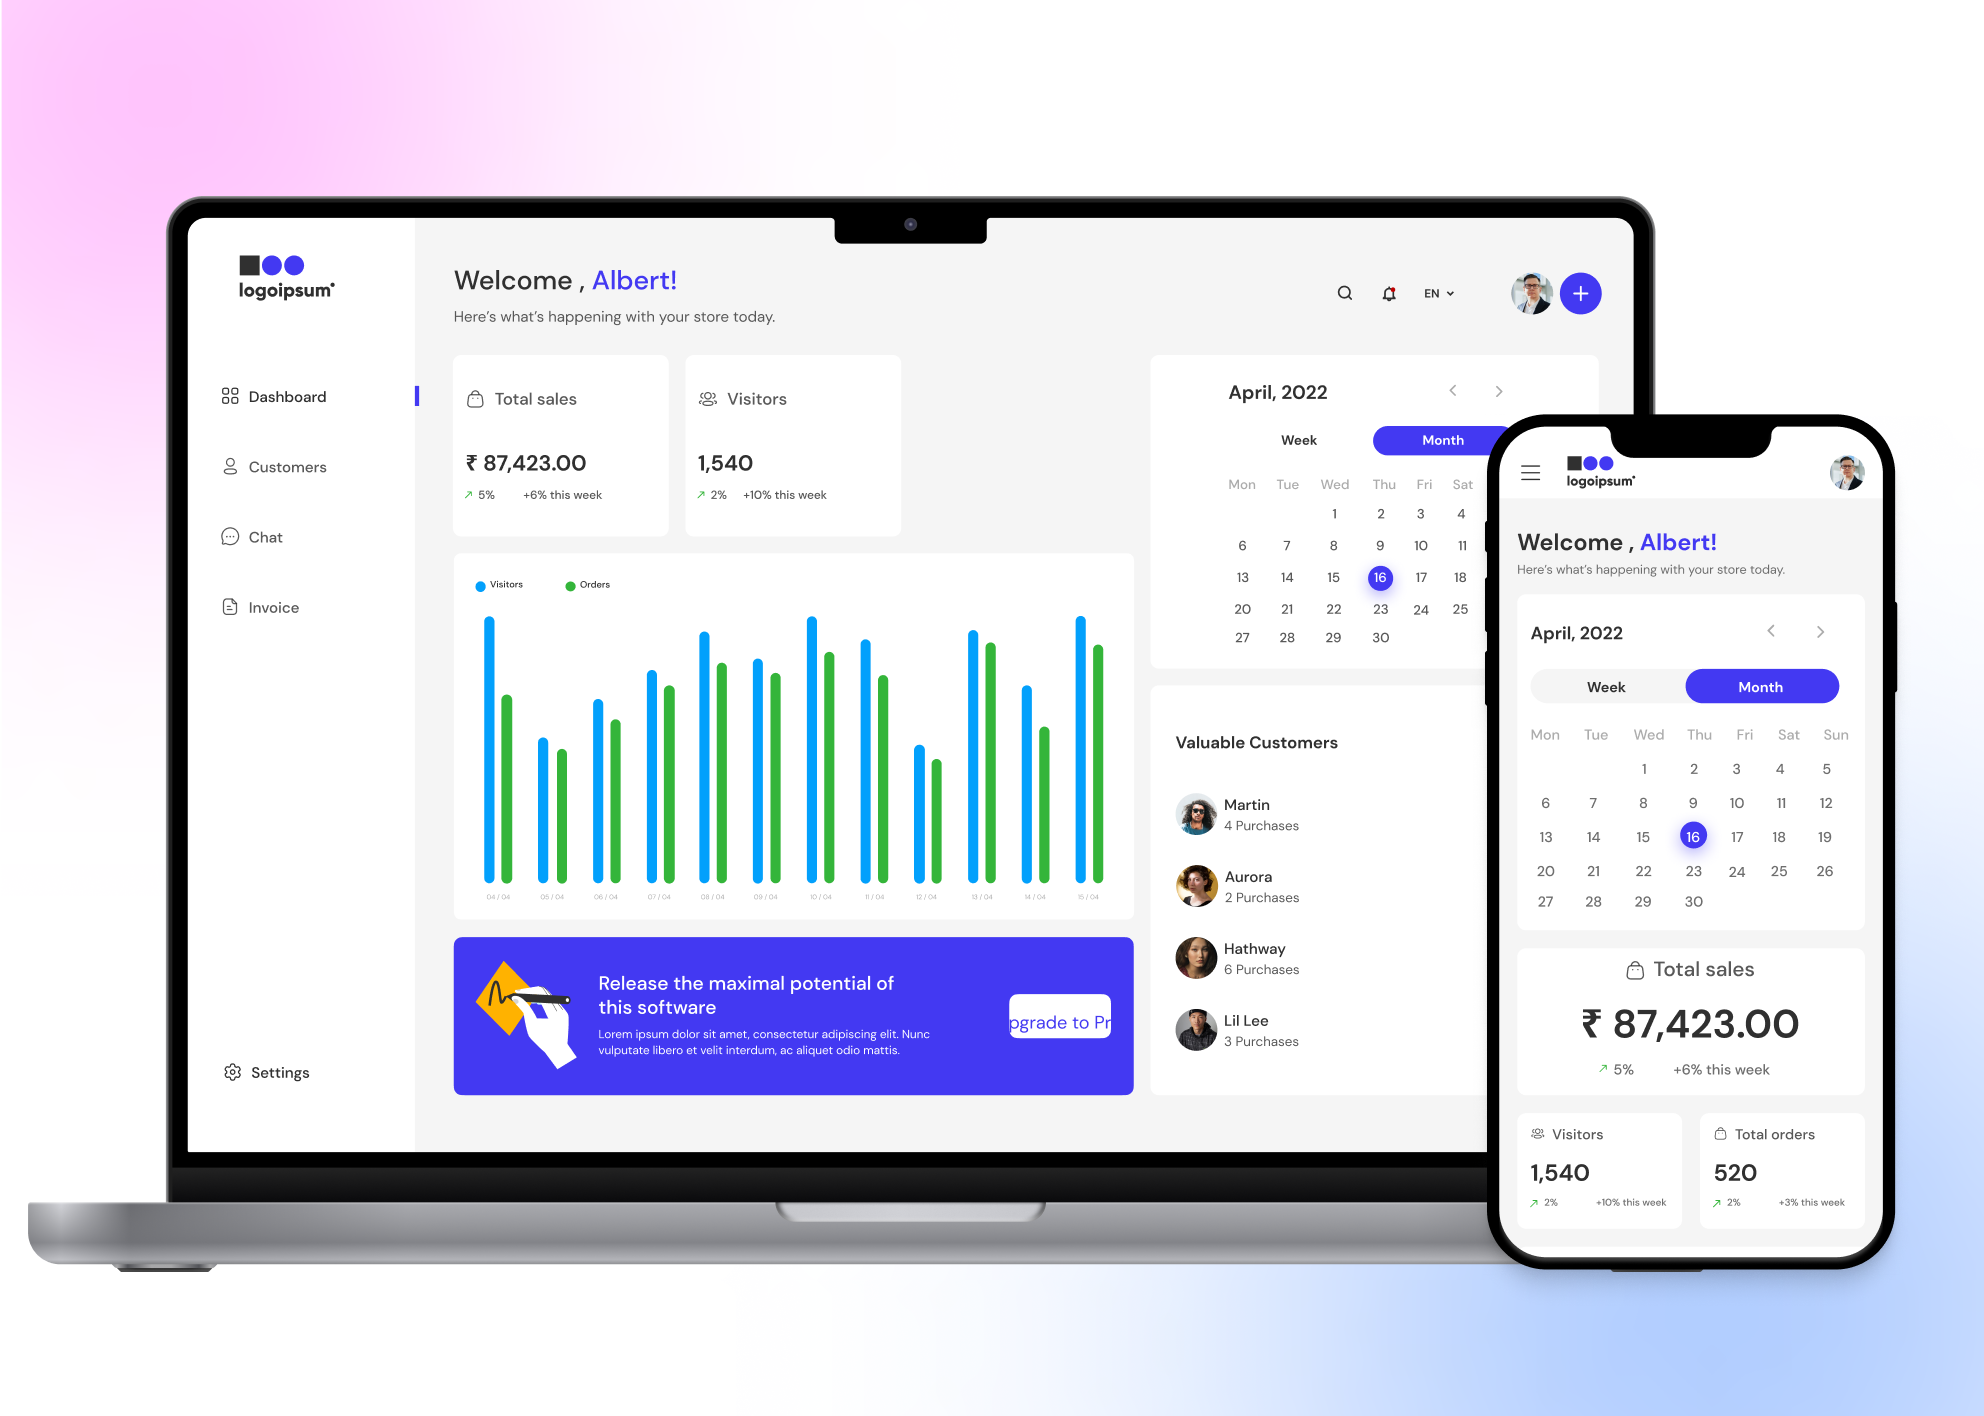 logoipsum
Dashboard
Customers
Chat
Invoice
Settings
Welcome , Albert!
Here's what's happening with your store today.
EN
Total sales
₹ 87,423.00
5% +6% this week
Visitors
1,540
2% +10% this week
Visitors Orders
04 / 04 05 / 04 06 / 04 07 / 04 08 / 04 09 / 04 10 / 04 11 / 04 12 / 04 13 / 04 14 / 04 15 / 04
Release the maximal potential of
this software
Lorem ipsum dolor sit amet, consectetur adipiscing elit. Nunc
vulputate libero et velit interdum, ac aliquet odio mattis.
pgrade to Pr
April, 2022
Week Month
Mon Tue Wed Thu Fri Sat
1 2 3 4
6 7 8 9 10 11
13 14 15 16 17 18
20 21 22 23 24 25
27 28 29 30
Valuable Customers
Martin
4 Purchases
Aurora
2 Purchases
Hathway
6 Purchases
Lil Lee
3 Purchases
logoipsum
Welcome , Albert!
Here's what's happening with your store today.
April, 2022
Week Month
Mon Tue Wed Thu Fri Sat Sun
1 2 3 4 5
6 7 8 9 10 11 12
13 14 15 16 17 18 19
20 21 22 23 24 25 26
27 28 29 30
Total sales
₹ 87,423.00
5% +6% this week
Visitors
1,540
2% +10% this week
Total orders
520
2% +3% this week